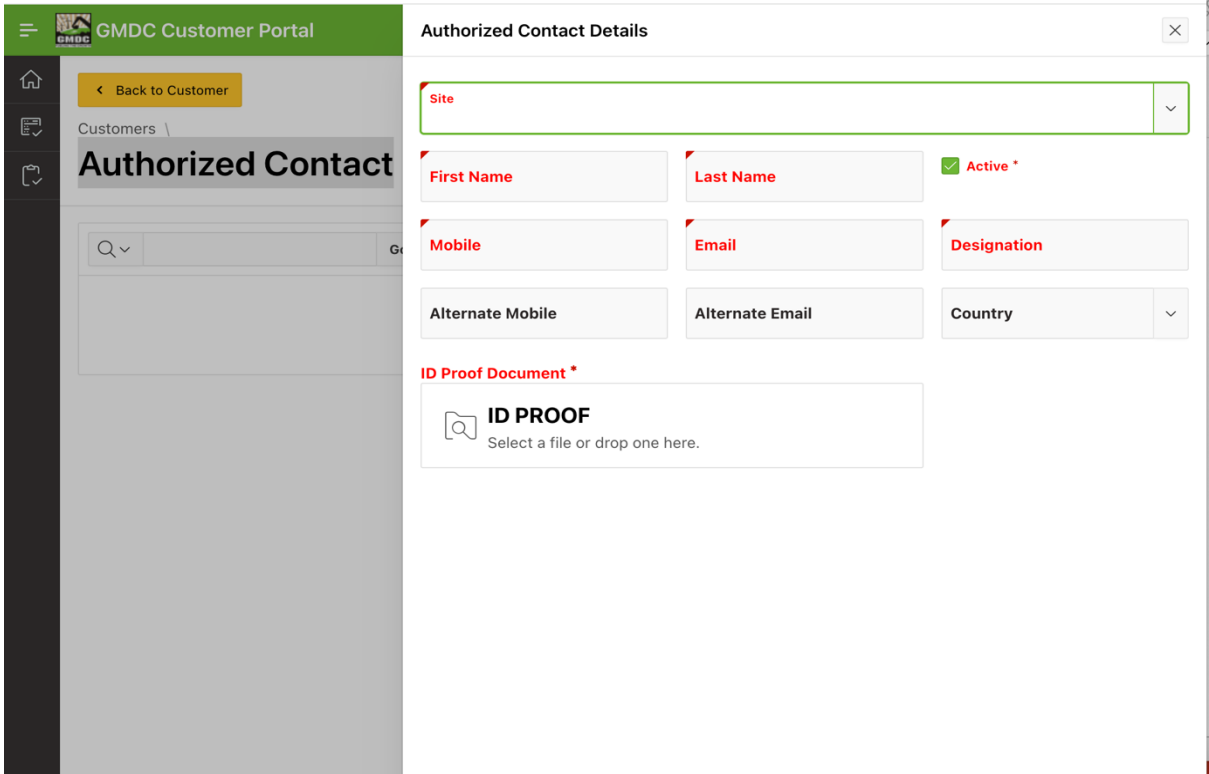 GMDC
GMDC Customer Portal
Back to Customer
Customers \
Authorized Contact
Authorized Contact Details
Site
First Name
Last Name
Active *
Mobile
Email
Designation
Alternate Mobile
Alternate Email
Country
ID Proof Document *
ID PROOF
Select a file or drop one here.